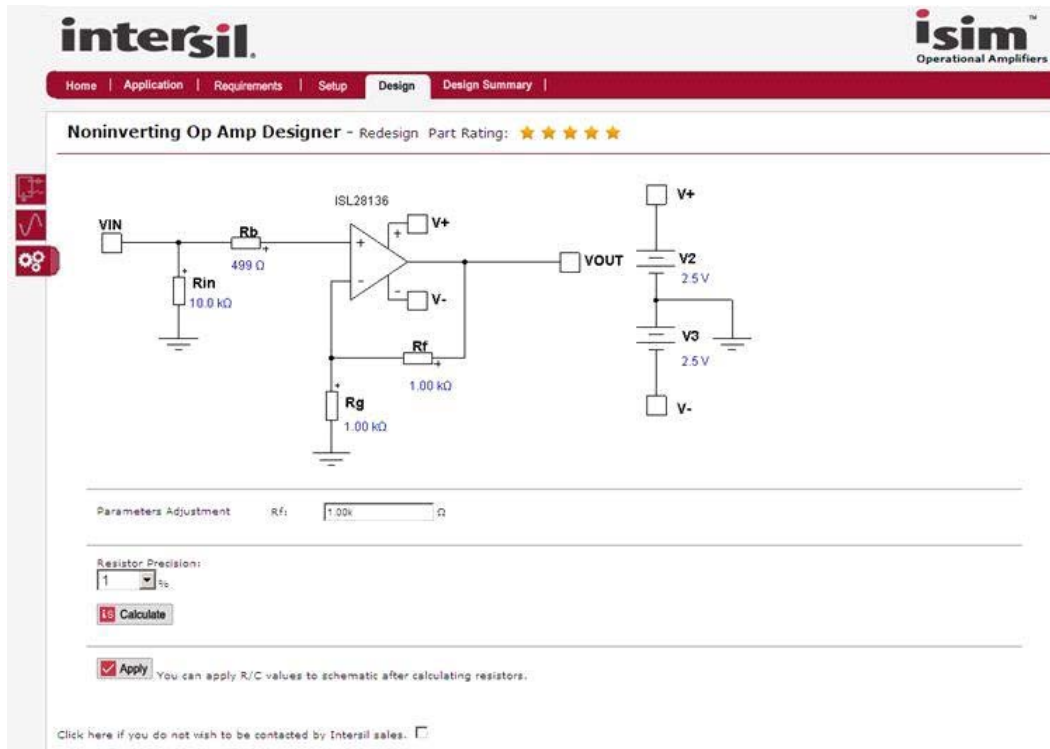 intersil.
isim™
Operational Amplifiers
Home | Application | Requirements | Setup Design Design Summary |
Noninverting Op Amp Designer - Redesign Part Rating:
ISL28136
VIN
Rb
499 Ω
Rin
10.0 kΩ
+
-
+
V+
-
V-
VOUT
Rf
1.00 kΩ
Rg
1.00 kΩ
V+
V2
2.5 V
V3
2.5 V
V-
Parameters Adjustment Rf: 1.00k Ω
Resistor Precision:
1 %
is Calculate
Apply You can apply R/C values to schematic after calculating resistors.
Click here if you do not wish to be contacted by Intersil sales.